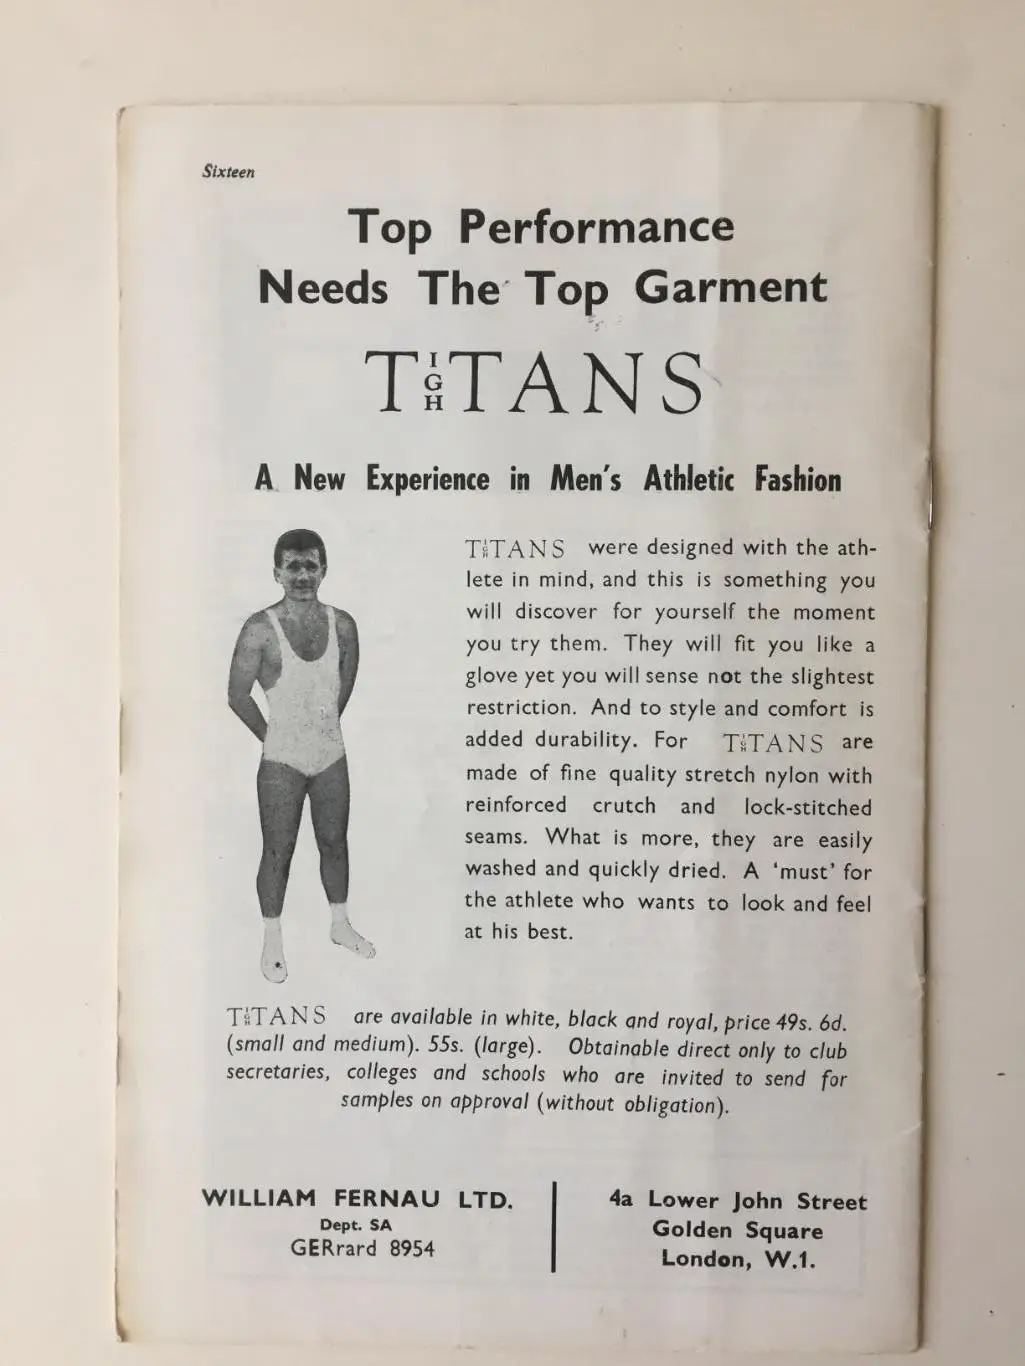 Sixteen
Top Performance
Needs The Top Garment
TIGHTANS
A New Experience in Men's Athletic Fashion
TIGHTANS were designed with the ath-
lete in mind, and this is something you
will discover for yourself the moment
you try them. They will fit you like a
glove yet you will sense not the slightest
restriction. And to style and comfort is
added durability. For TIGHTANS are
made of fine quality stretch nylon with
reinforced crutch and lock-stitched
seams. What is more, they are easily
washed and quickly dried. A 'must' for
the athlete who wants to look and feel
at his best.
TIGHTANS are available in white, black and royal, price 49s. 6d.
(small and medium). 55s. (large). Obtainable direct only to club
secretaries, colleges and schools who are invited to send for
samples on approval (without obligation).
WILLIAM FERNAU LTD.
Dept. SA
GERrard 8954
4a Lower John Street
Golden Square
London, W.1.